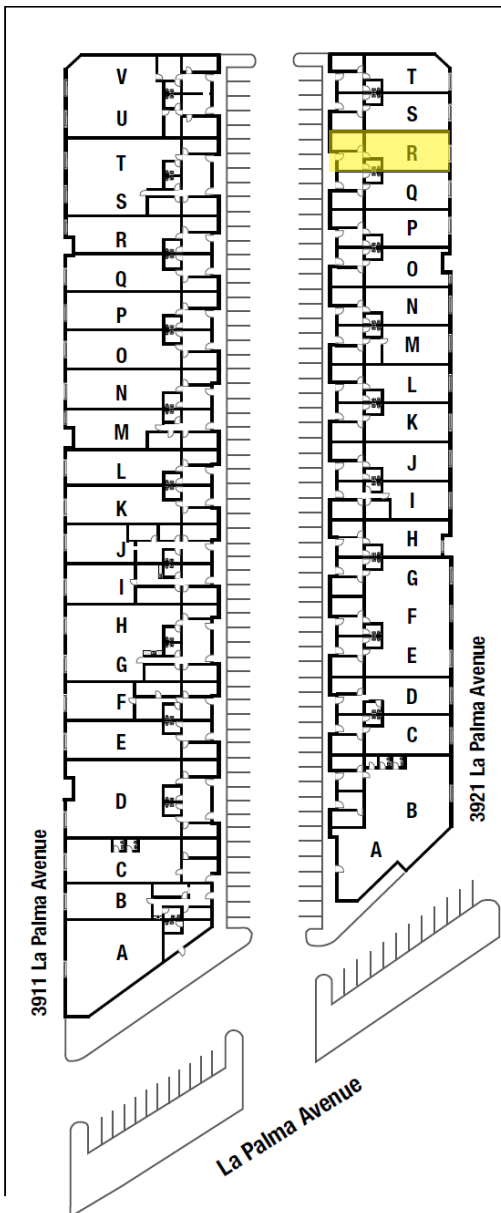 V
U
T
S
R
Q
P
O
N
M
L
K
J
I
H
G
F
E
D
C
B
A
3911 La Palma Avenue
T
S
R
Q
P
O
N
M
L
K
J
I
H
G
F
E
D
C
B
A
3921 La Palma Avenue
La Palma Avenue